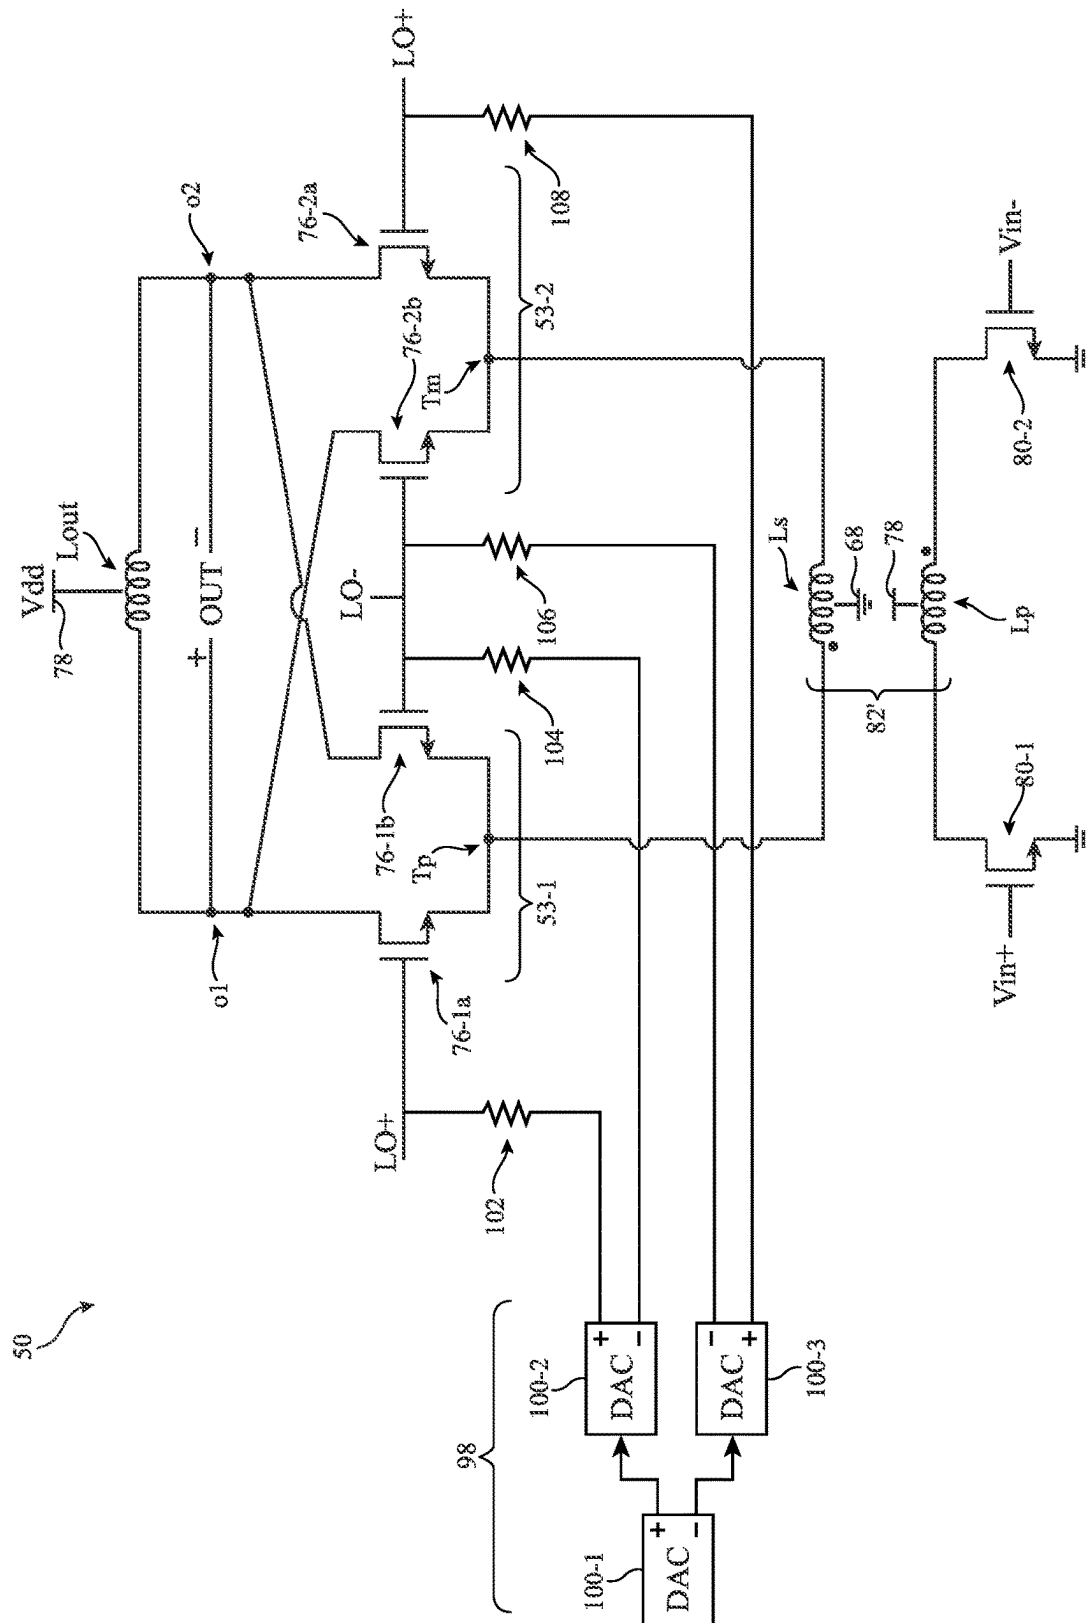 50
Vdd
78
Lout
+ OUT −
o1
o2
LO+
LO-
LO+
76-1a
76-1b
76-2b
76-2a
Tp
Tm
53-1
53-2
102
104
106
108
98
100-1
DAC
+
−
100-2
DAC
+
−
100-3
DAC
−
+
Ls
68
78
82'
Lp
80-1
80-2
Vin+
Vin-